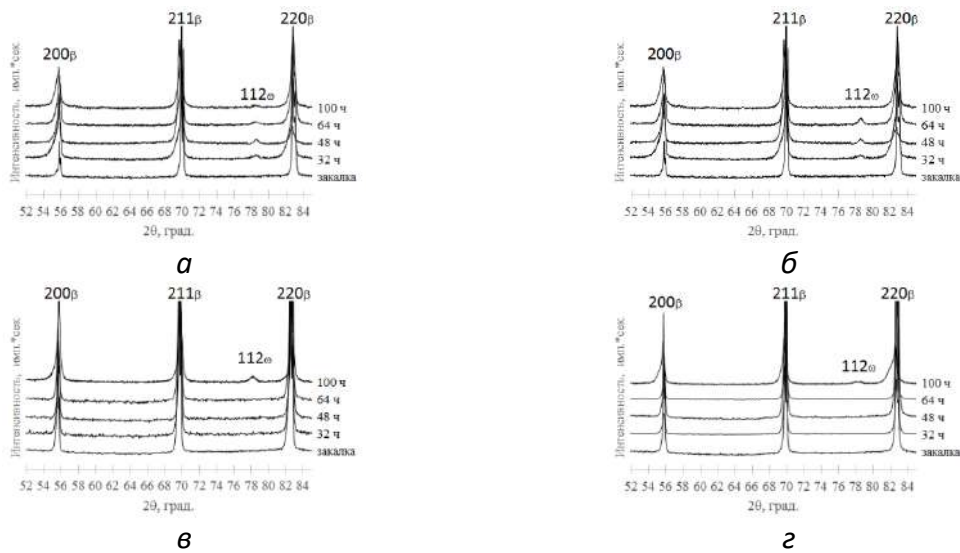 200β 211β 220β
112ω
Интенсивность, имп.*сек
100 ч
64 ч
48 ч
32 ч
закалка
52 54 56 58 60 62 64 66 68 70 72 74 76 78 80 82 84
2θ, град.
а
200β 211β 220β
112ω
Интенсивность, имп.*сек
100 ч
64 ч
48 ч
32 ч
закалка
52 54 56 58 60 62 64 66 68 70 72 74 76 78 80 82 84
2θ, град.
б
200β 211β 220β
112ω
Интенсивность, имп.*сек
100 ч
64 ч
48 ч
32 ч
закалка
52 54 56 58 60 62 64 66 68 70 72 74 76 78 80 82 84
2θ, град.
в
200β 211β 220β
112ω
Интенсивность, имп.*сек
100 ч
64 ч
48 ч
32 ч
закалка
52 54 56 58 60 62 64 66 68 70 72 74 76 78 80 82 84
2θ, град.
г